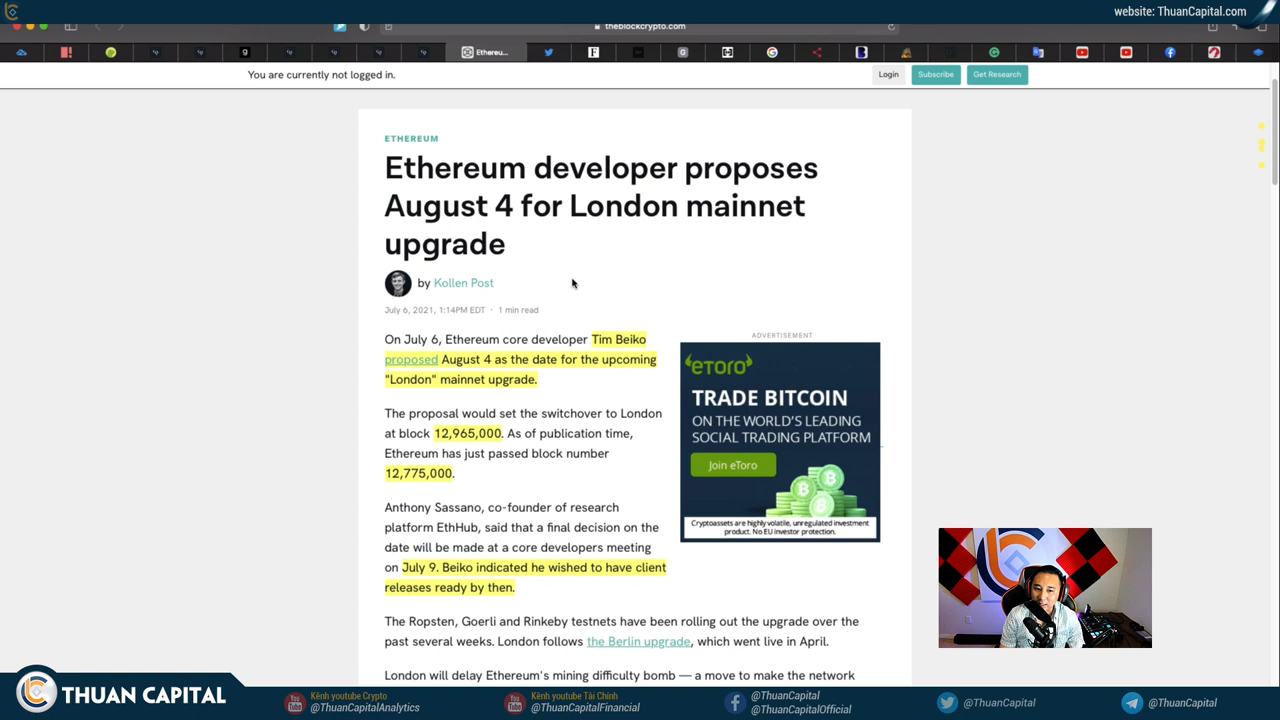 website: ThuanCapital.com
theblockcrypto.com
Ethereu...
You are currently not logged in.
Login
Subscribe
Get Research
ETHEREUM
Ethereum developer proposes
August 4 for London mainnet
upgrade
by Kollen Post
July 6, 2021, 1:14PM EDT · 1 min read
On July 6, Ethereum core developer Tim Beiko
proposed August 4 as the date for the upcoming
"London" mainnet upgrade.
The proposal would set the switchover to London
at block 12,965,000. As of publication time,
Ethereum has just passed block number
12,775,000.
Anthony Sassano, co-founder of research
platform EthHub, said that a final decision on the
date will be made at a core developers meeting
on July 9. Beiko indicated he wished to have client
releases ready by then.
ADVERTISEMENT
eToro
TRADE BITCOIN
ON THE WORLD'S LEADING
SOCIAL TRADING PLATFORM
Join eToro
Cryptoassets are highly volatile, unregulated investment
product. No EU investor protection.
The Ropsten, Goerli and Rinkeby testnets have been rolling out the upgrade over the
past several weeks. London follows the Berlin upgrade, which went live in April.
London will delay Ethereum's mining difficulty bomb — a move to make the network
THUAN CAPITAL
Kênh youtube Crypto
@ThuanCapitalAnalytics
Kênh youtube Tài Chính
@ThuanCapitalFinancial
@ThuanCapital
@ThuanCapitalOfficial
@ThuanCapital
@ThuanCapital